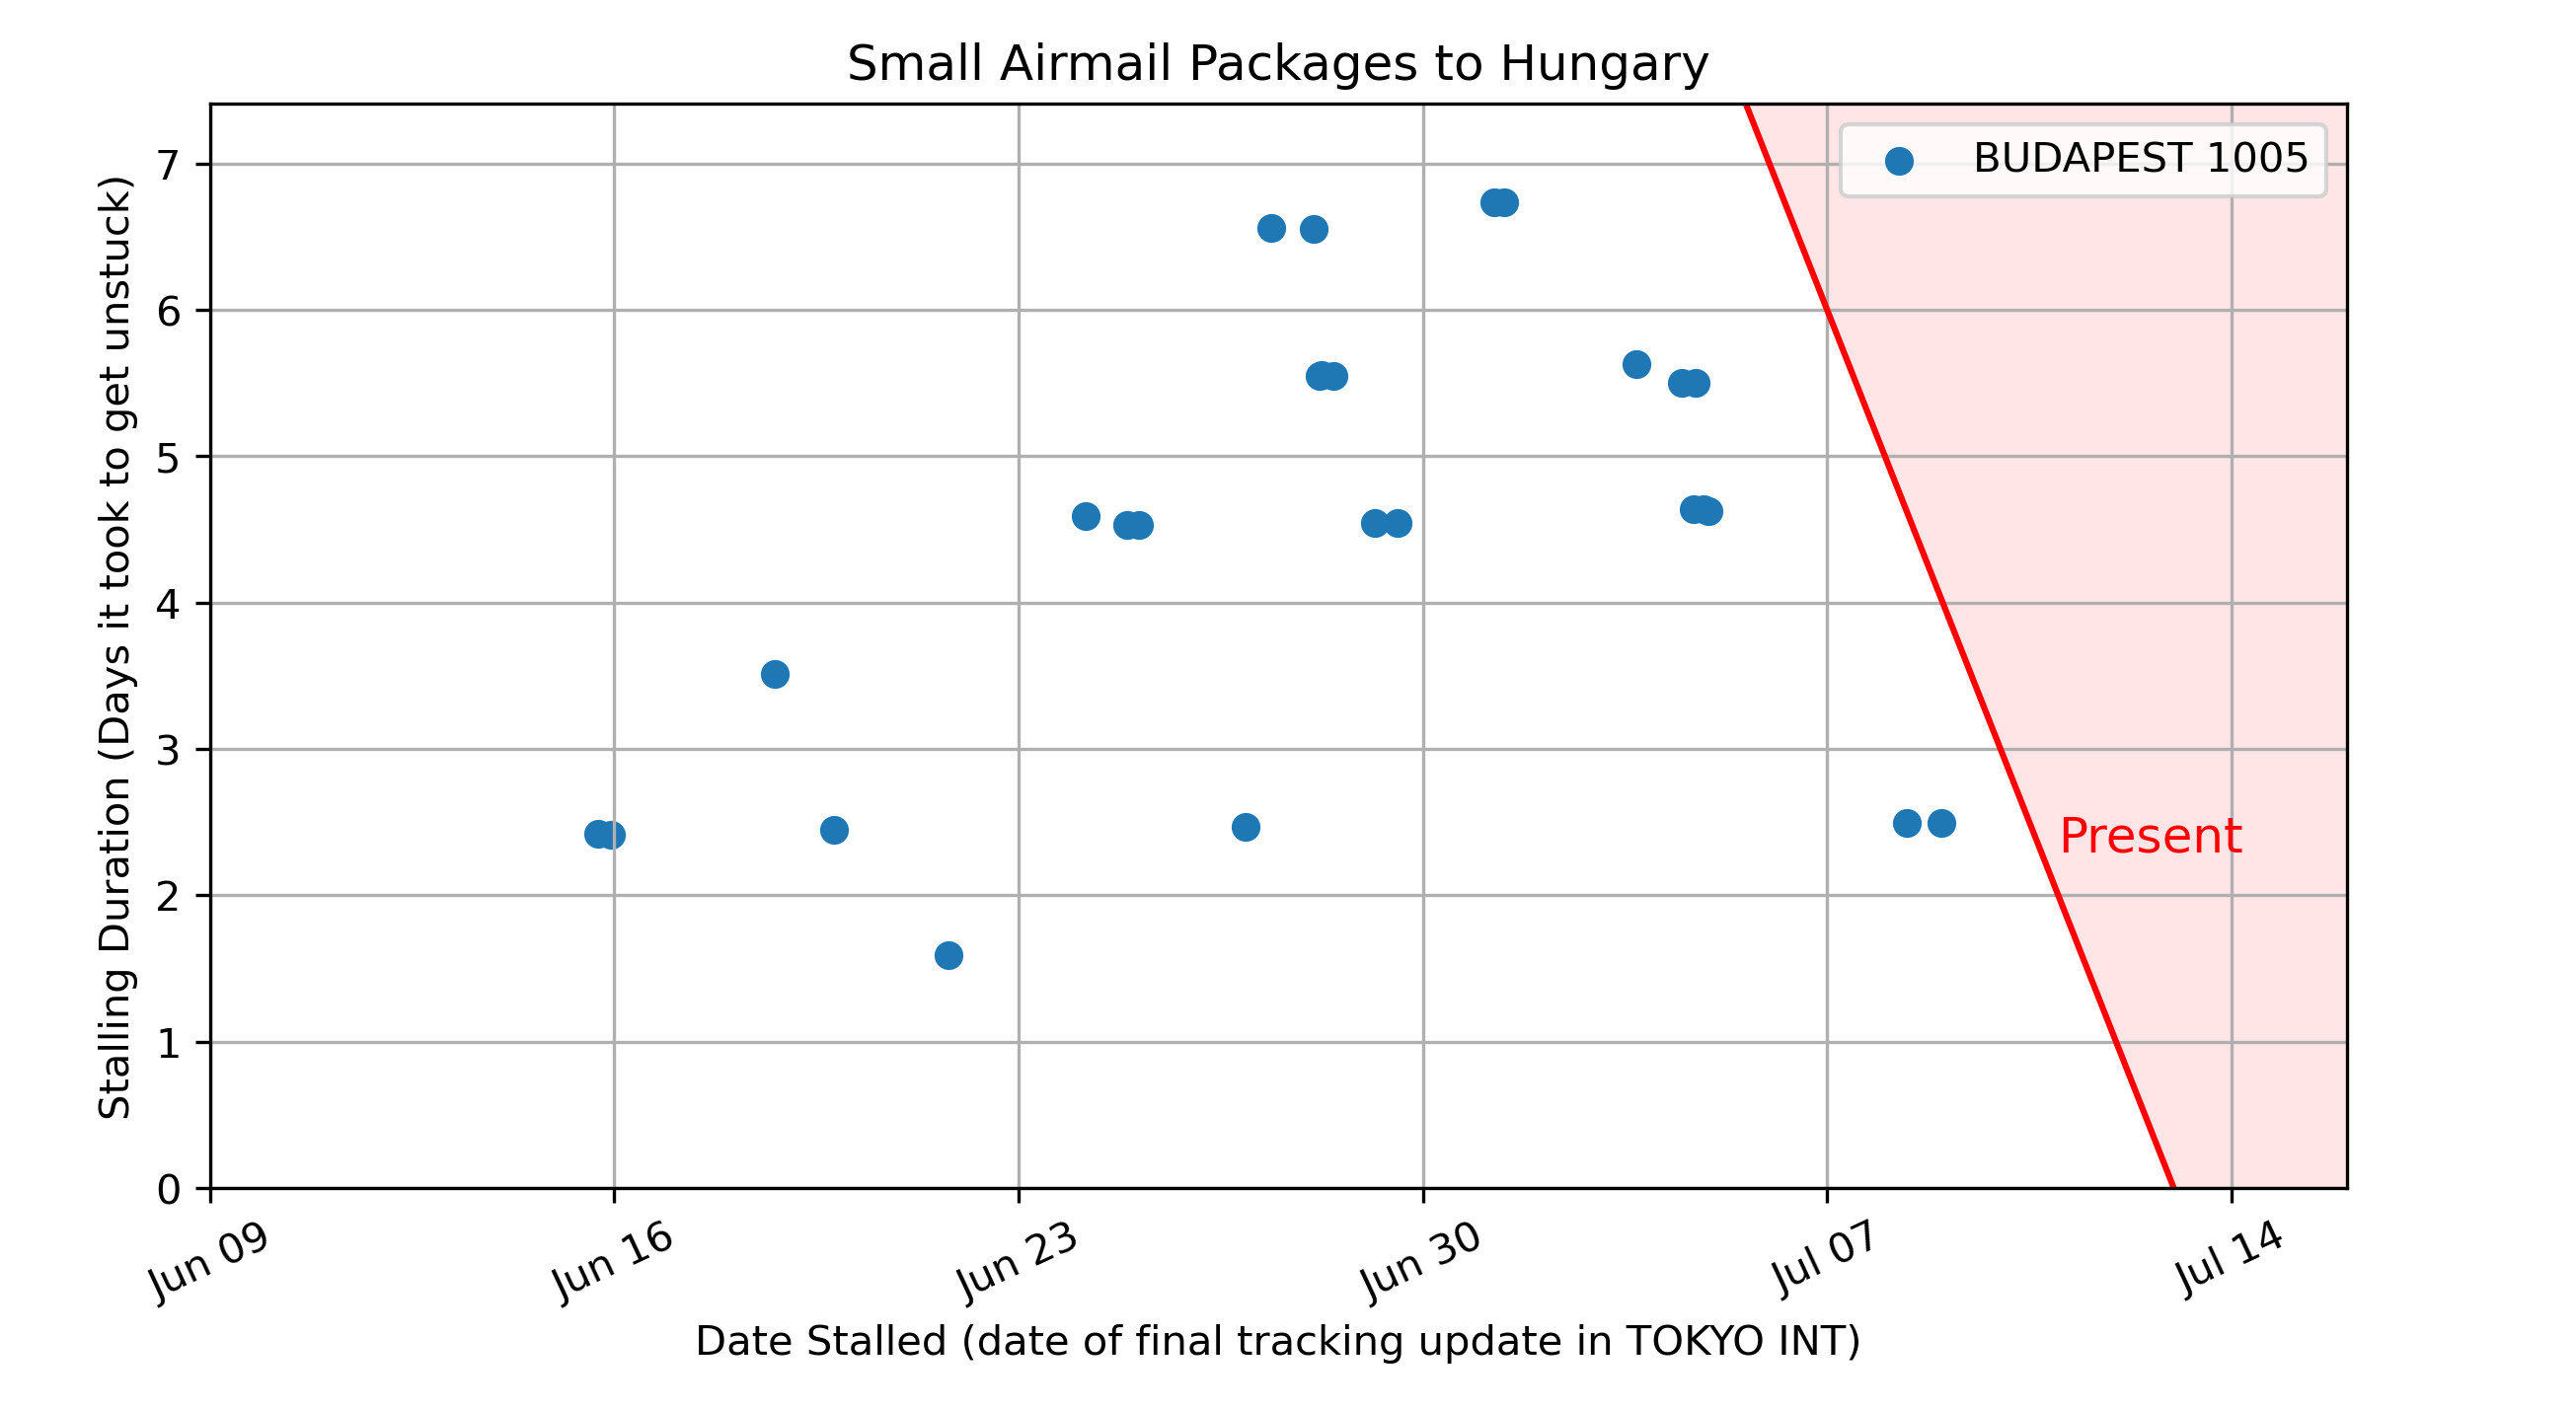 Small Airmail Packages to Hungary
BUDAPEST 1005
Stalling Duration (Days it took to get unstuck)
7
6
5
4
3
2
1
0
Present
Jun 09
Jun 16
Jun 23
Jun 30
Jul 07
Jul 14
Date Stalled (date of final tracking update in TOKYO INT)